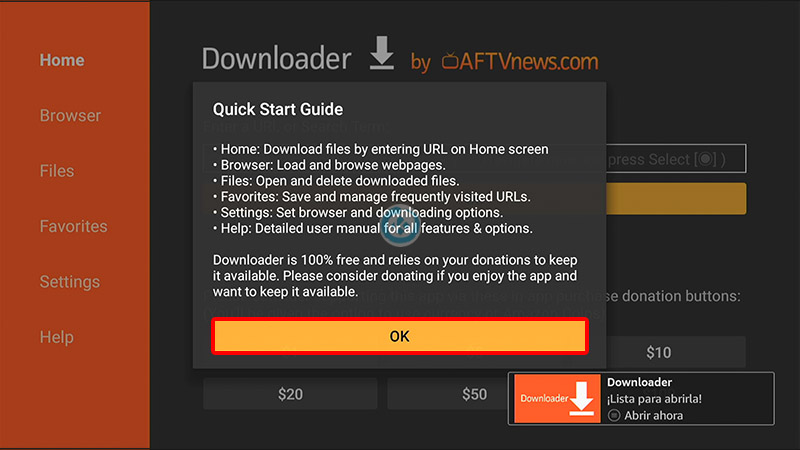 Home
Browser
Files
Favorites
Settings
Help
Downloader by AFTVnews.com
Quick Start Guide
• Home: Download files by entering URL on Home screen
• Browser: Load and browse webpages.
• Files: Open and delete downloaded files.
• Favorites: Save and manage frequently visited URLs.
• Settings: Set browser and downloading options.
• Help: Detailed user manual for all features & options.
Downloader is 100% free and relies on your donations to keep
it available. Please consider donating if you enjoy the app and
want to keep it available.
OK
press Select [◉] )
donation buttons:
$10
$20
$50
Downloader
Downloader
¡Lista para abrirla!
Abrir ahora